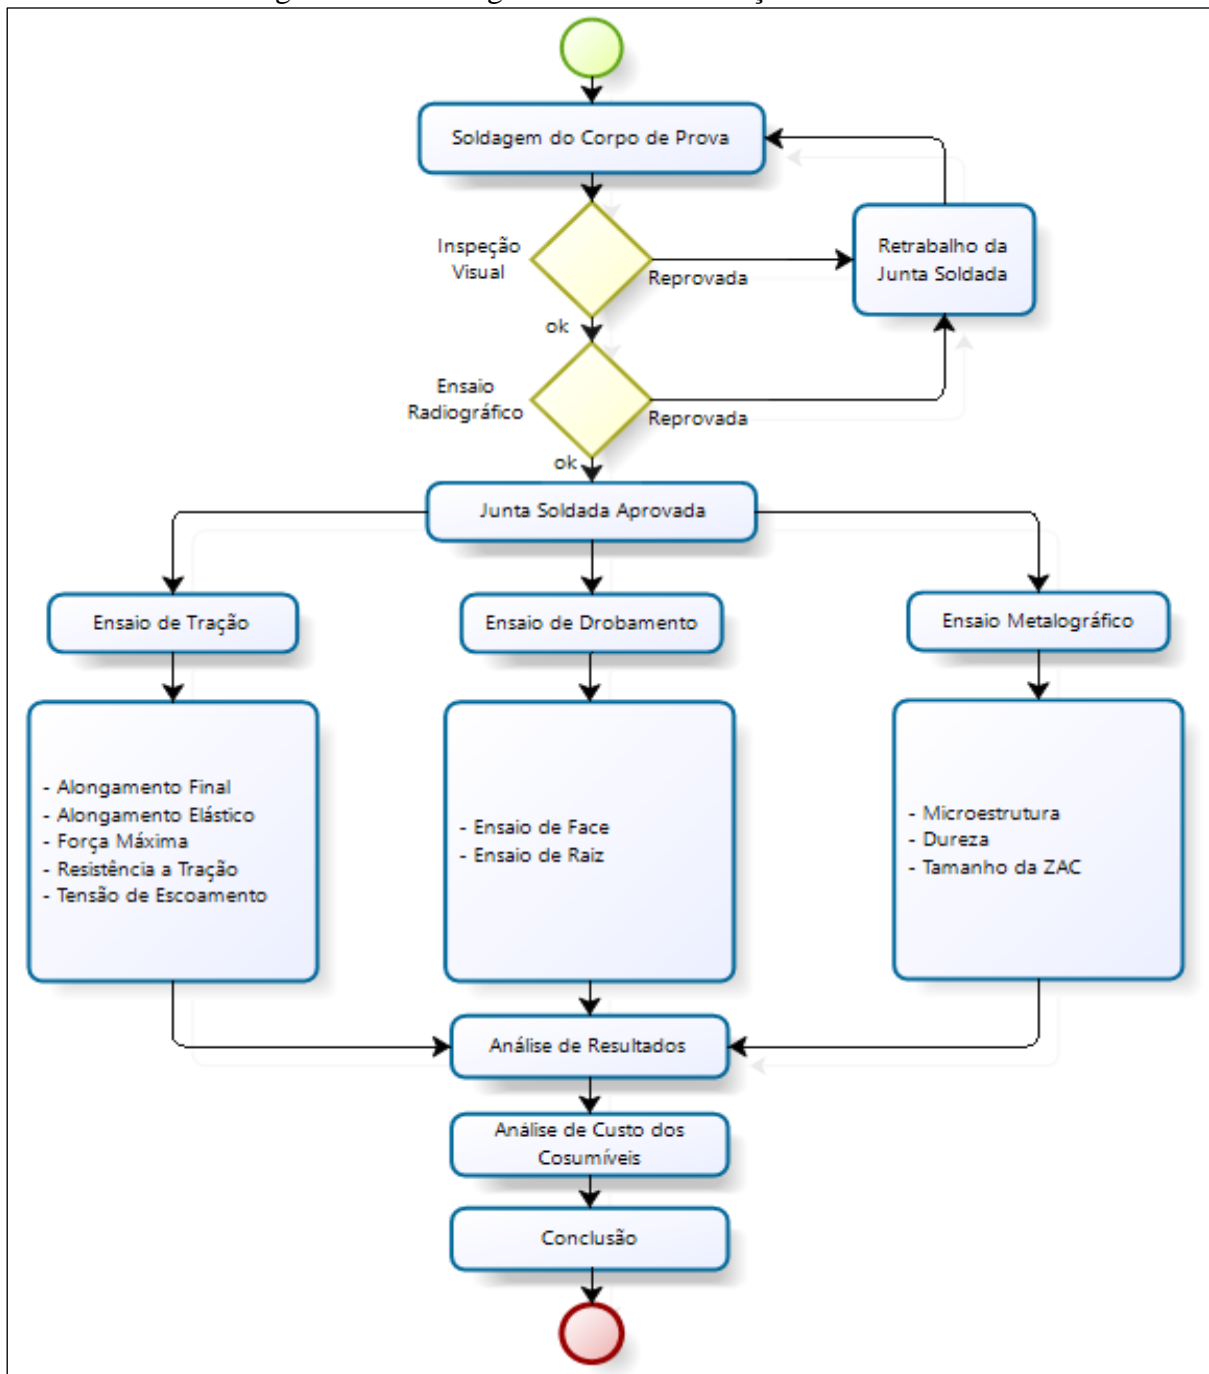 Soldagem do Corpo de Prova
Inspeção
Visual
Reprovada
Retrabalho da
Junta Soldada
ok
Ensaio
Radiográfico
Reprovada
ok
Junta Soldada Aprovada
Ensaio de Tração
Ensaio de Drobamento
Ensaio Metalográfico
- Alongamento Final
- Alongamento Elástico
- Força Máxima
- Resistência a Tração
- Tensão de Escoamento
- Ensaio de Face
- Ensaio de Raiz
- Microestrutura
- Dureza
- Tamanho da ZAC
Análise de Resultados
Análise de Custo dos
Cosumíveis
Conclusão